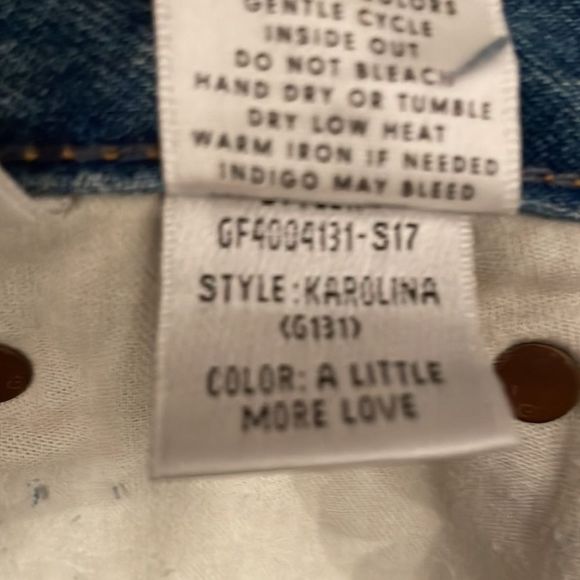 COLORS
GENTLE CYCLE
INSIDE OUT
DO NOT BLEACH
HAND DRY OR TUMBLE
DRY LOW HEAT
WARM IRON IF NEEDED
INDIGO MAY BLEED
GF4004131-S17
STYLE:KAROLINA
(G131)
COLOR: A LITTLE
MORE LOVE